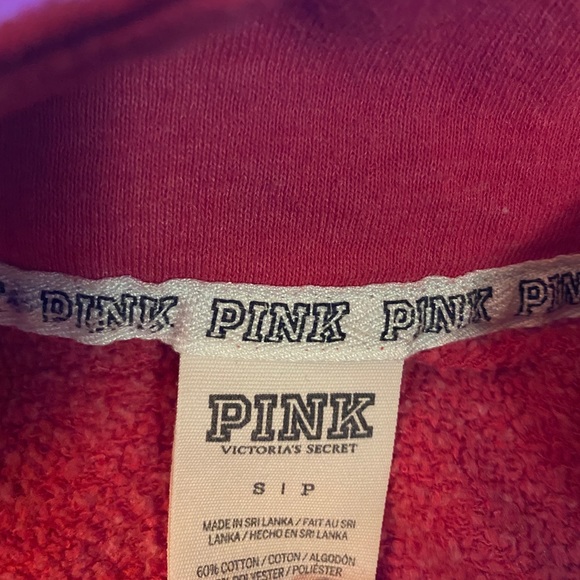 PINK PINK PINK PIN
PINK
VICTORIA'S SECRET
S | P
MADE IN SRI LANKA / FAIT AU SRI
LANKA / HECHO EN SRI LANKA
60% COTTON / COTON / ALGODÓN
POLYESTER / POLIÉSTER